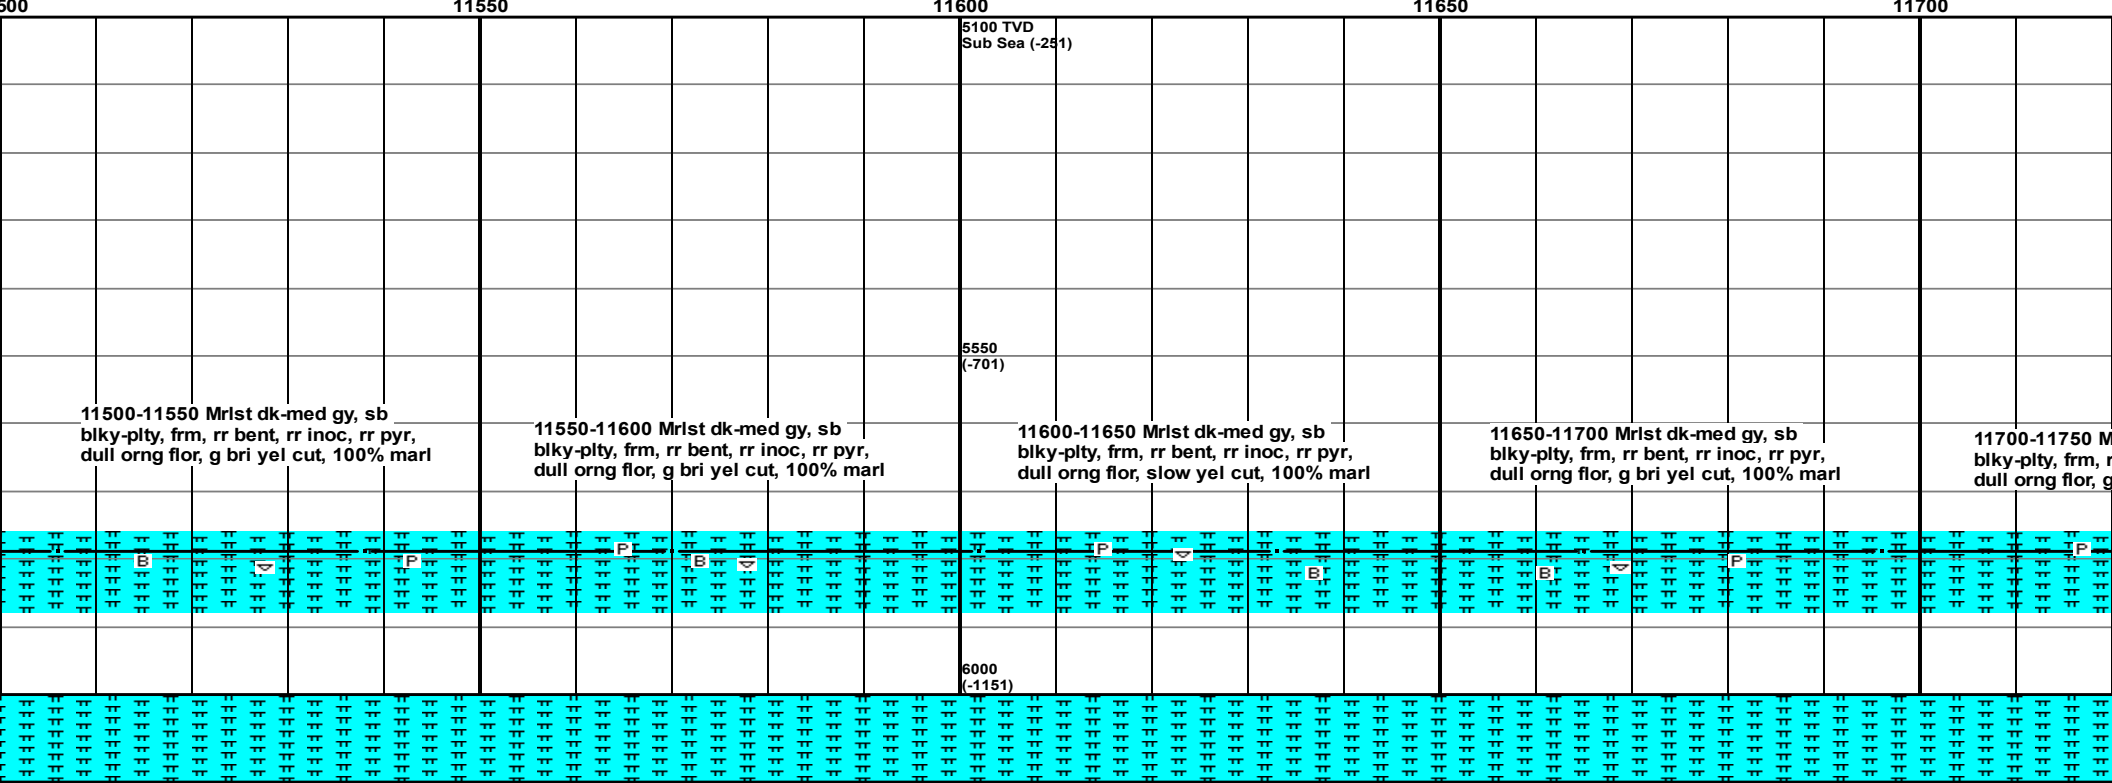 500 11550 11600 11650 11700
5100 TVD
Sub Sea (-251)
5550
(-701)
11500-11550 Mrlst dk-med gy, sb
blky-plty, frm, rr bent, rr inoc, rr pyr,
dull orng flor, g bri yel cut, 100% marl
11550-11600 Mrlst dk-med gy, sb
blky-plty, frm, rr bent, rr inoc, rr pyr,
dull orng flor, g bri yel cut, 100% marl
11600-11650 Mrlst dk-med gy, sb
blky-plty, frm, rr bent, rr inoc, rr pyr,
dull orng flor, slow yel cut, 100% marl
11650-11700 Mrlst dk-med gy, sb
blky-plty, frm, rr bent, rr inoc, rr pyr,
dull orng flor, g bri yel cut, 100% marl
11700-11750 M
blky-plty, frm, r
dull orng flor, g
B P P B P B B P P
6000
(-1151)